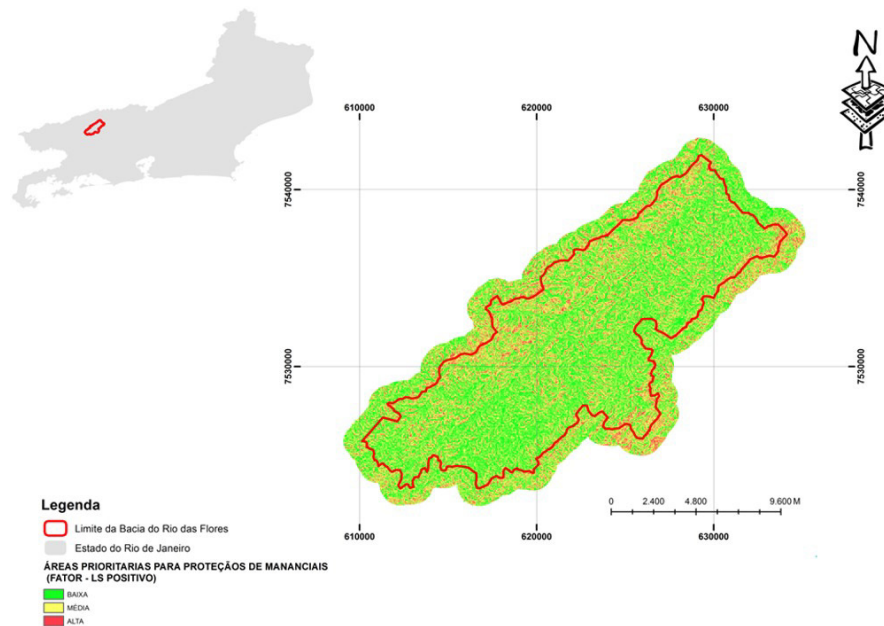 N
610000
620000
630000
7540000
7540000
7530000
7530000
0
2.400
4.800
9.600 M
610000
620000
630000
Legenda
Limite da Bacia do Rio das Flores
Estado do Rio de Janeiro
ÁREAS PRIORITARIAS PARA PROTEÇÃOS DE MANANCIAIS
(FATOR - LS POSITIVO)
BAIXA
MÉDIA
ALTA